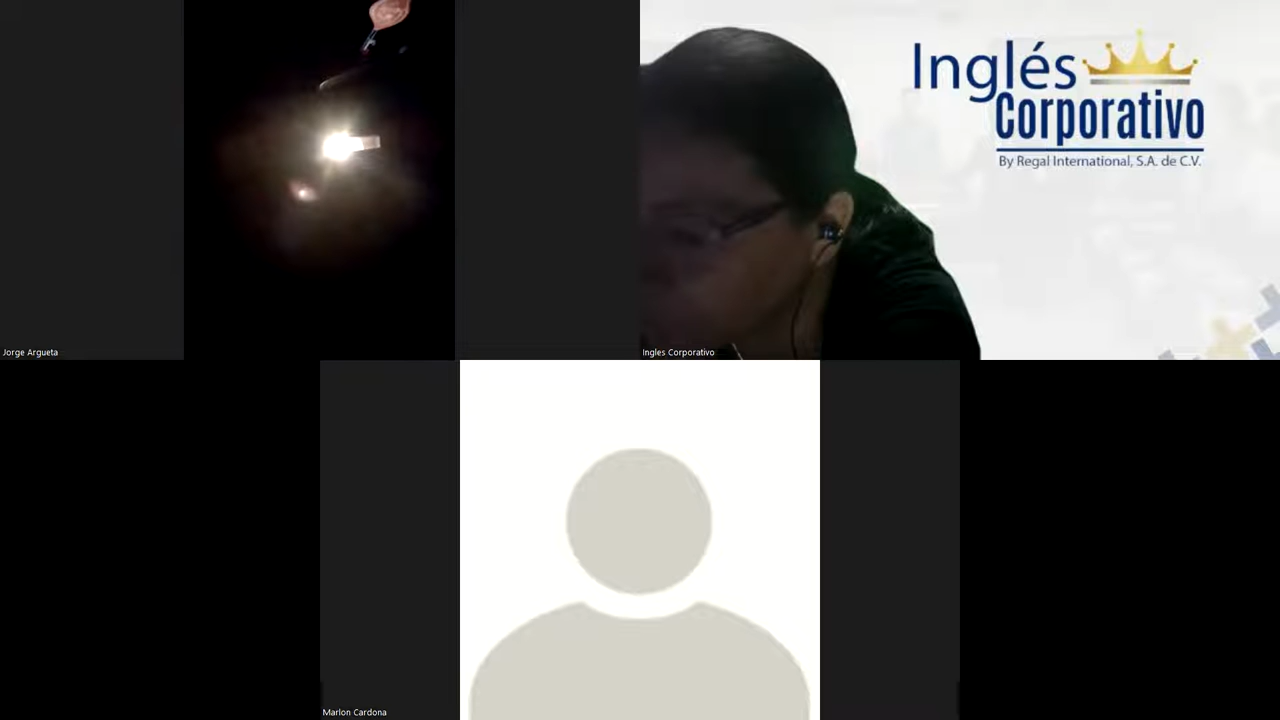 Inglés
Corporativo
By Regal International, S.A. de C.V.
Jorge Argueta
Ingles Corporativo
Marlon Cardona